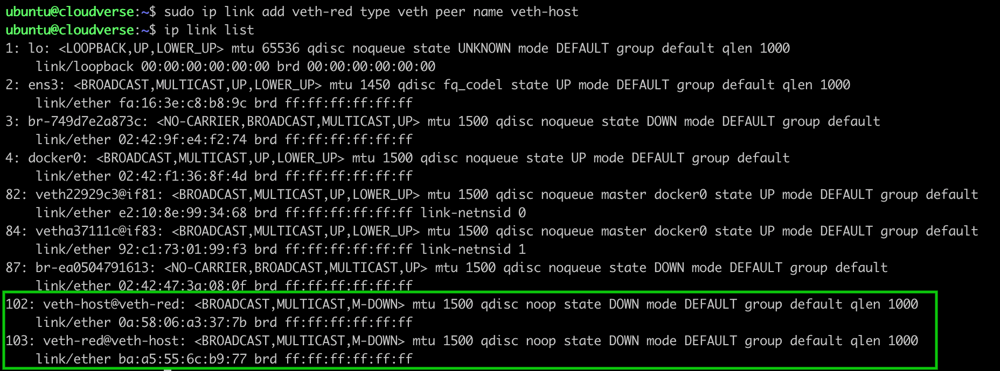 ubuntu@cloudverse:~$ sudo ip link add veth-red type veth peer name veth-host
ubuntu@cloudverse:~$ ip link list
1: lo: <LOOPBACK,UP,LOWER_UP> mtu 65536 qdisc noqueue state UNKNOWN mode DEFAULT group default qlen 1000
    link/loopback 00:00:00:00:00:00 brd 00:00:00:00:00:00
2: ens3: <BROADCAST,MULTICAST,UP,LOWER_UP> mtu 1450 qdisc fq_codel state UP mode DEFAULT group default qlen 1000
    link/ether fa:16:3e:c8:b8:9c brd ff:ff:ff:ff:ff:ff
3: br-749d7e2a873c: <NO-CARRIER,BROADCAST,MULTICAST,UP> mtu 1500 qdisc noqueue state DOWN mode DEFAULT group default
    link/ether 02:42:9f:e4:f2:74 brd ff:ff:ff:ff:ff:ff
4: docker0: <BROADCAST,MULTICAST,UP,LOWER_UP> mtu 1500 qdisc noqueue state UP mode DEFAULT group default
    link/ether 02:42:f1:36:8f:4d brd ff:ff:ff:ff:ff:ff
82: veth22929c3@if81: <BROADCAST,MULTICAST,UP,LOWER_UP> mtu 1500 qdisc noqueue master docker0 state UP mode DEFAULT group default
    link/ether e2:10:8e:99:34:68 brd ff:ff:ff:ff:ff:ff link-netnsid 0
84: vetha37111c@if83: <BROADCAST,MULTICAST,UP,LOWER_UP> mtu 1500 qdisc noqueue master docker0 state UP mode DEFAULT group default
    link/ether 92:c1:73:01:99:f3 brd ff:ff:ff:ff:ff:ff link-netnsid 1
87: br-ea0504791613: <NO-CARRIER,BROADCAST,MULTICAST,UP> mtu 1500 qdisc noqueue state DOWN mode DEFAULT group default
    link/ether 02:42:47:3a:08:0f brd ff:ff:ff:ff:ff:ff
102: veth-host@veth-red: <BROADCAST,MULTICAST,M-DOWN> mtu 1500 qdisc noop state DOWN mode DEFAULT group default qlen 1000
    link/ether 0a:58:06:a3:37:7b brd ff:ff:ff:ff:ff:ff
103: veth-red@veth-host: <BROADCAST,MULTICAST,M-DOWN> mtu 1500 qdisc noop state DOWN mode DEFAULT group default qlen 1000
    link/ether ba:a5:55:6c:b9:77 brd ff:ff:ff:ff:ff:ff